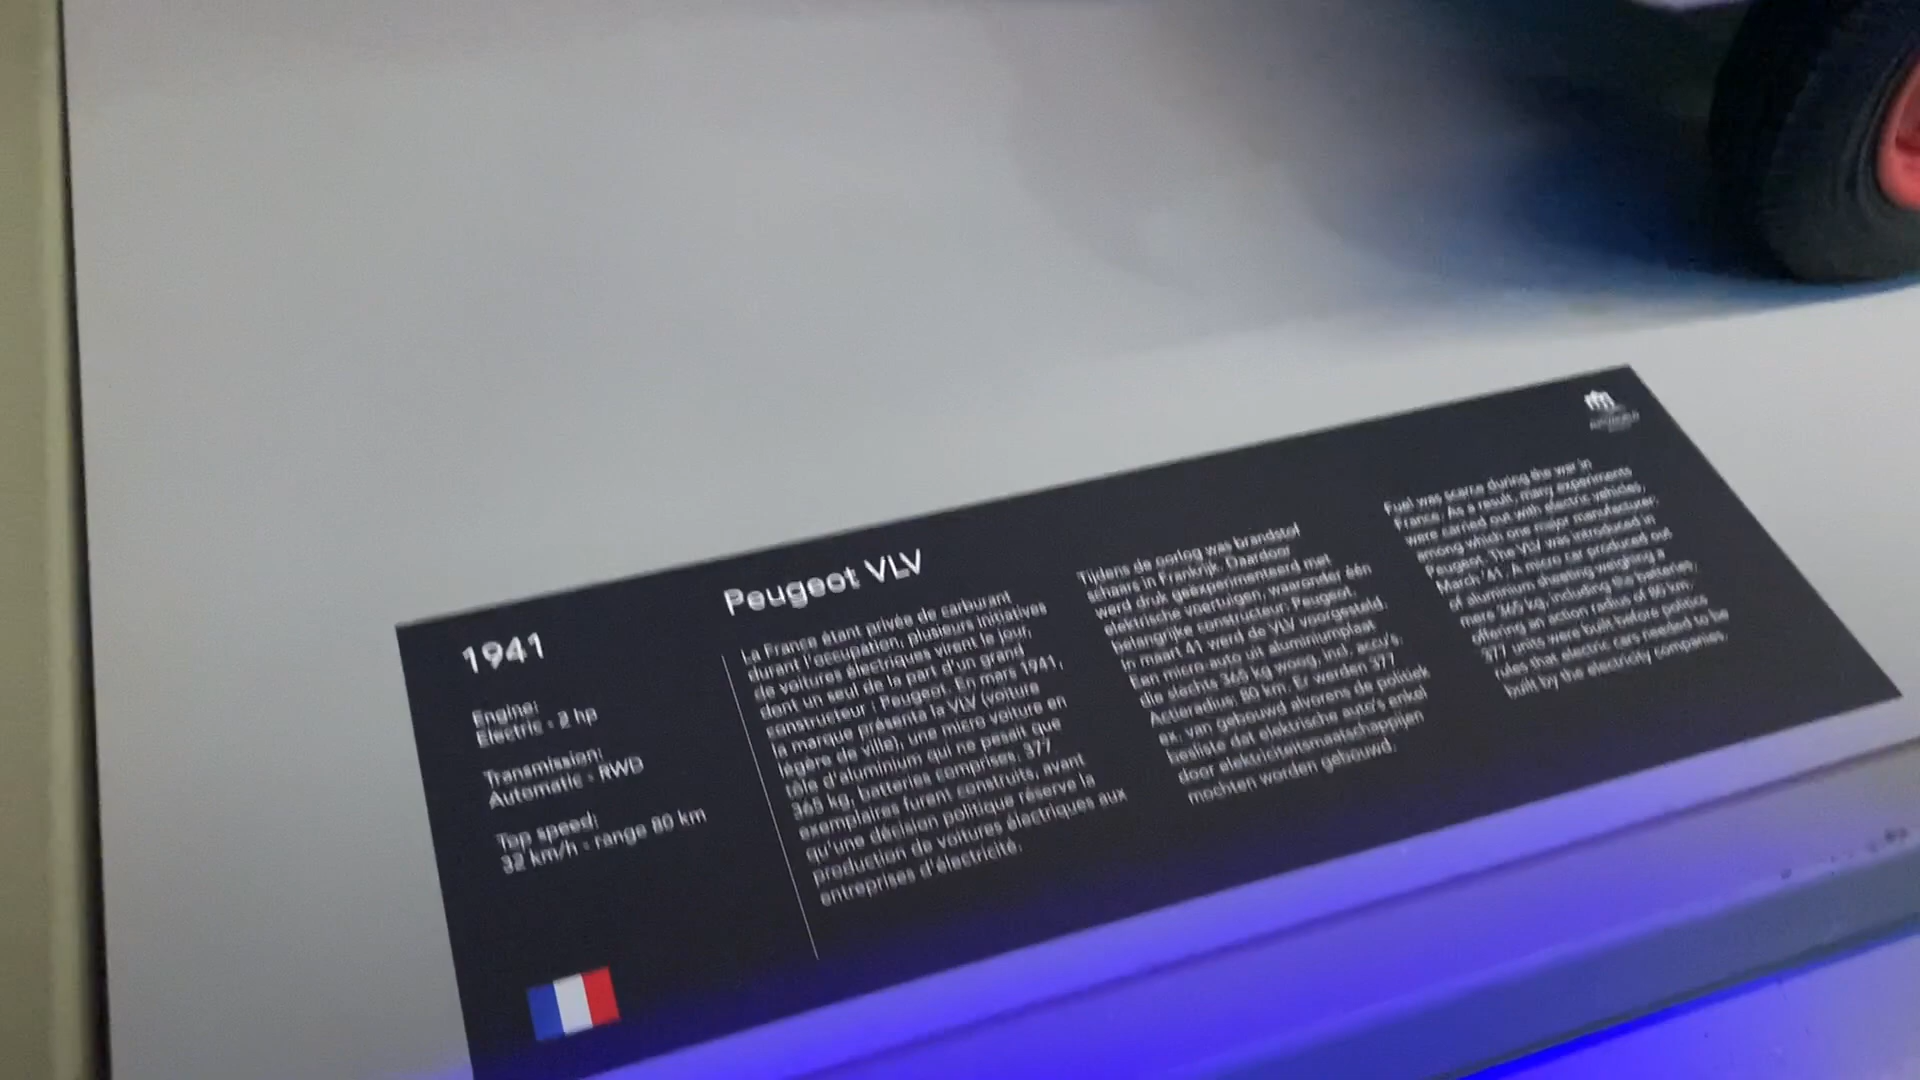 1941
Engine:
Electric - 2 hp
Transmission:
Automatic - RWD
Top speed:
32 km/h - range 80 km
Peugeot VLV
La France étant privée de carburant
durant l'occupation, plusieurs initiatives
de voitures électriques virent le jour,
dont un seul de la part d'un grand
constructeur : Peugeot. En mars 1941,
la marque présenta la VLV (voiture
légère de ville), une micro voiture en
tôle d'aluminium qui ne pesait que
365 kg, batteries comprises. 377
exemplaires furent construits, avant
qu'une décision politique réserve la
production de voitures électriques aux
entreprises d'électricité.
Tijdens de oorlog was brandstof
schaars in Frankrijk. Daardoor
werd druk geëxperimenteerd met
elektrische voertuigen, waaronder één
belangrijke constructeur: Peugeot.
In maart 41 werd de VLV voorgesteld.
Een micro auto uit aluminiumplaat
die slechts 365 kg woog, incl. accu's.
Actieradius: 80 km. Er werden 377
ex. van gebouwd alvorens de politiek
besliste dat elektrische auto's enkel
door elektriciteitsmaatschappijen
mochten worden gebouwd.
Fuel was scarce during the war in
France. As a result, many experiments
were carried out with electric vehicles,
among which one major manufacturer:
Peugeot. The VLV was introduced in
March '41. A micro car produced out
of aluminium sheeting weighing a
mere 365 kg, including the batteries,
offering an action radius of 80 km.
377 units were built before politics
rules that electric cars needed to be
built by the electricity companies.